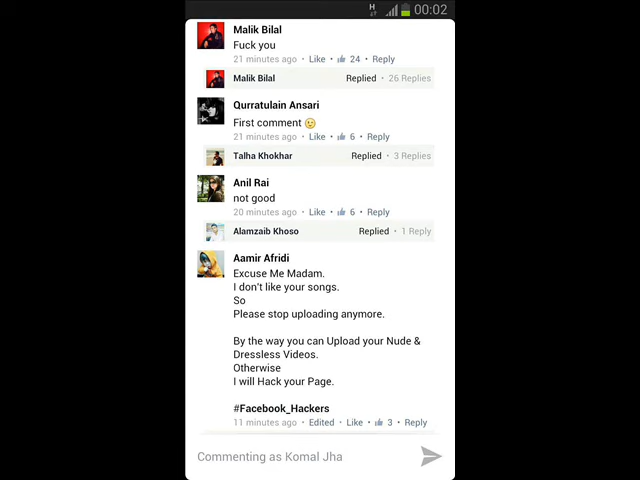 H 00:02
Malik Bilal
Fuck you
21 minutes ago • Like • 24 • Reply
Malik Bilal Replied • 26 Replies
Qurratulain Ansari
First comment
21 minutes ago • Like • 6 • Reply
Talha Khokhar Replied • 3 Replies
Anil Rai
not good
20 minutes ago • Like • 6 • Reply
Alamzaib Khoso Replied • 1 Reply
Aamir Afridi
Excuse Me Madam.
I don't like your songs.
So
Please stop uploading anymore.
By the way you can Upload your Nude &
Dressless Videos.
Otherwise
I will Hack your Page.
#Facebook_Hackers
11 minutes ago • Edited • Like • 3 • Reply
Commenting as Komal Jha